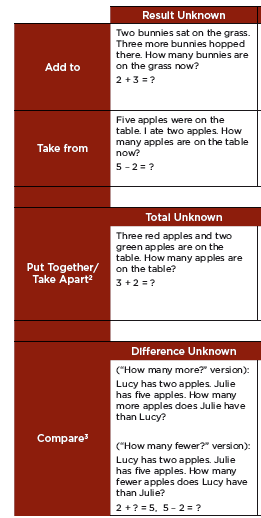 Result Unknown
Add to
Two bunnies sat on the grass.
Three more bunnies hopped
there. How many bunnies are
on the grass now?
2 + 3 = ?
Take from
Five apples were on the
table. I ate two apples. How
many apples are on the table
now?
5 – 2 = ?
Total Unknown
Put Together/
Take Apart²
Three red apples and two
green apples are on the
table. How many apples are
on the table?
3 + 2 = ?
Difference Unknown
Compare³
("How many more?" version):
Lucy has two apples. Julie
has five apples. How many
more apples does Julie have
than Lucy?
("How many fewer?" version):
Lucy has two apples. Julie
has five apples. How many
fewer apples does Lucy have
than Julie?
2 + ? = 5, 5 – 2 = ?